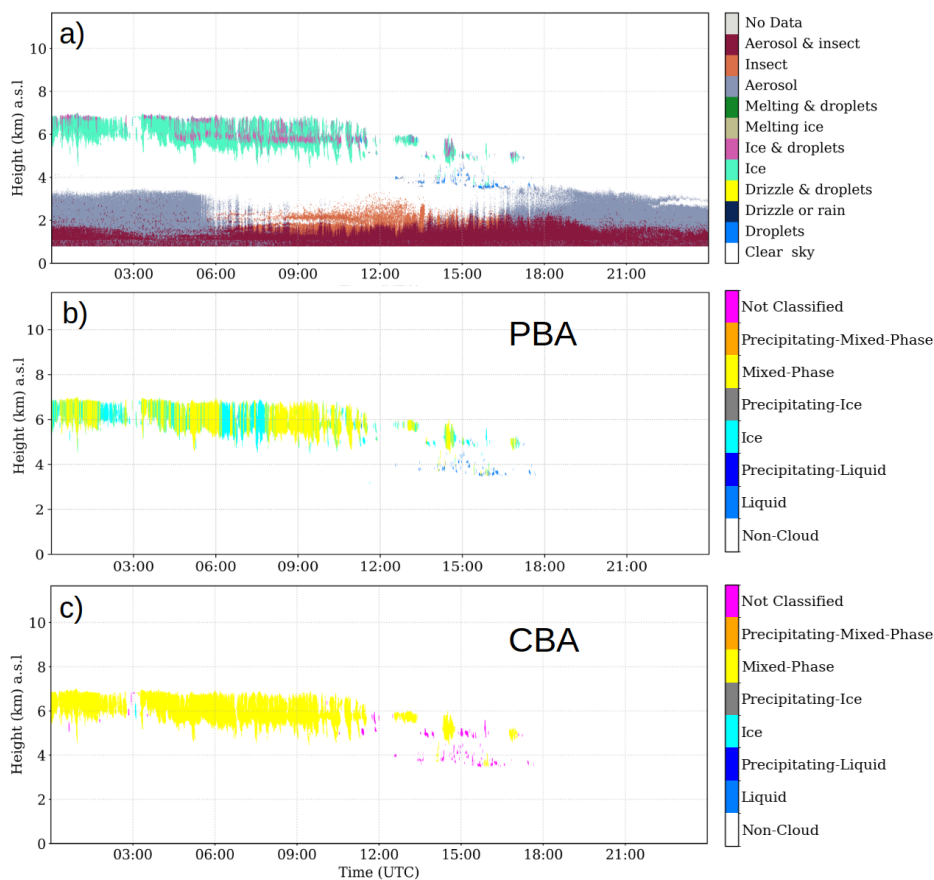 a)
Height (km) a.s.l
10
8
6
4
2
0
03:00 06:00 09:00 12:00 15:00 18:00 21:00
No Data
Aerosol & insect
Insect
Aerosol
Melting & droplets
Melting ice
Ice & droplets
Ice
Drizzle & droplets
Drizzle or rain
Droplets
Clear sky
b)
PBA
Height (km) a.s.l
10
8
6
4
2
0
03:00 06:00 09:00 12:00 15:00 18:00 21:00
Not Classified
Precipitating-Mixed-Phase
Mixed-Phase
Precipitating-Ice
Ice
Precipitating-Liquid
Liquid
Non-Cloud
c)
CBA
Height (km) a.s.l
10
8
6
4
2
0
03:00 06:00 09:00 12:00 15:00 18:00 21:00
Time (UTC)
Not Classified
Precipitating-Mixed-Phase
Mixed-Phase
Precipitating-Ice
Ice
Precipitating-Liquid
Liquid
Non-Cloud